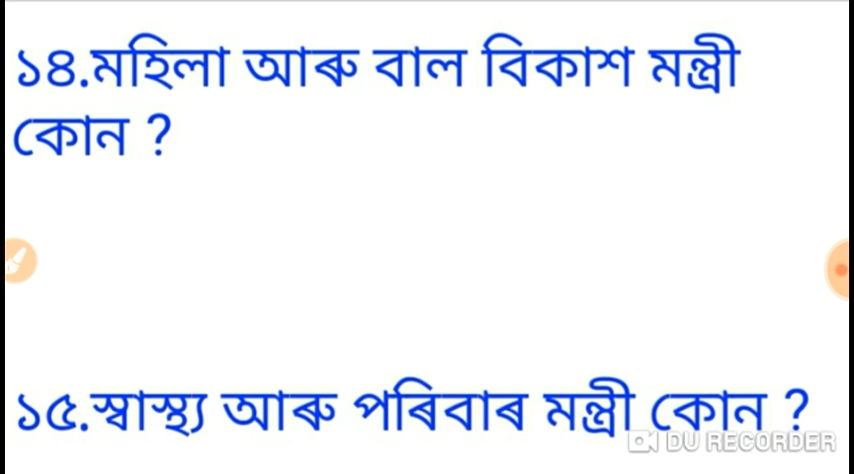 ১৪.মহিলা আৰু বাল বিকাশ মন্ত্ৰী
কোন ?
১৫.স্বাস্থ্য আৰু পৰিবাৰ মন্ত্ৰী কোন ?
DU RECORDER